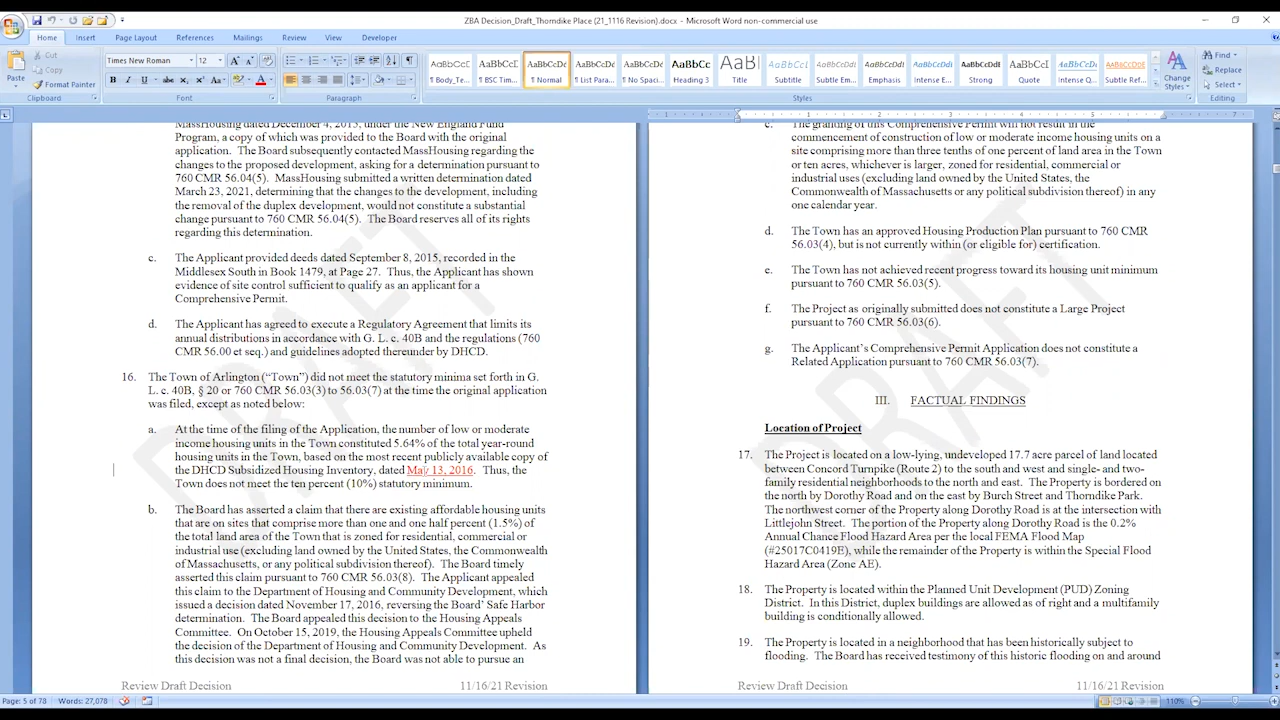 ZBA Decision_Draft_Thorndike Place (21_1116 Revision).docx - Microsoft Word non-commercial use
Home Insert Page Layout References Mailings Review View Developer
Cut
Copy
Format Painter
Paste
Clipboard
Times New Roman 12
Font
Paragraph
AaBbCcI AaBbCcI AaBbCcDc AaBbCcDc AaBbCcDc AaBbCc AaBl AaBbCcI AaBbCcDdI AaBbCcDdI AaBbCcDdI AaBbCcDdI AaBbCcDdI AaBbCcDdI AABBCCDD
¶ Body_Te... ¶ BSC Tim... ¶ Normal ¶ List Para... ¶ No Spaci... Heading 3 Title Subtitle Subtle Em... Emphasis Intense E... Strong Quote Intense Q... Subtle Ref...
Styles
Change Styles
Find
Replace
Select
Editing
MassHousing dated December 4, 2015, under the New England Fund
Program, a copy of which was provided to the Board with the original
application. The Board subsequently contacted MassHousing regarding the
changes to the proposed development, asking for a determination pursuant to
760 CMR 56.04(5). MassHousing submitted a written determination dated
March 23, 2021, determining that the changes to the development, including
the removal of the duplex development, would not constitute a substantial
change pursuant to 760 CMR 56.04(5). The Board reserves all of its rights
regarding this determination.
c. The Applicant provided deeds dated September 8, 2015, recorded in the
Middlesex South in Book 1479, at Page 27. Thus, the Applicant has shown
evidence of site control sufficient to qualify as an applicant for a
Comprehensive Permit.
d. The Applicant has agreed to execute a Regulatory Agreement that limits its
annual distributions in accordance with G. L. c. 40B and the regulations (760
CMR 56.00 et seq.) and guidelines adopted thereunder by DHCD.
16. The Town of Arlington (“Town”) did not meet the statutory minima set forth in G.
L. c. 40B, § 20 or 760 CMR 56.03(3) to 56.03(7) at the time the original application
was filed, except as noted below:
a. At the time of the filing of the Application, the number of low or moderate
income housing units in the Town constituted 5.64% of the total year-round
housing units in the Town, based on the most recent publicly available copy of
the DHCD Subsidized Housing Inventory, dated May 13, 2016. Thus, the
Town does not meet the ten percent (10%) statutory minimum.
b. The Board has asserted a claim that there are existing affordable housing units
that are on sites that comprise more than one and one half percent (1.5%) of
the total land area of the Town that is zoned for residential, commercial or
industrial use (excluding land owned by the United States, the Commonwealth
of Massachusetts, or any political subdivision thereof). The Board timely
asserted this claim pursuant to 760 CMR 56.03(8). The Applicant appealed
this claim to the Department of Housing and Community Development, which
issued a decision dated November 17, 2016, reversing the Board’ Safe Harbor
determination. The Board appealed this decision to the Housing Appeals
Committee. On October 15, 2019, the Housing Appeals Committee upheld
the decision of the Department of Housing and Community Development. As
this decision was not a final decision, the Board was not able to pursue an
Review Draft Decision 11/16/21 Revision
c. The granting of this Comprehensive Permit will not result in the
commencement of construction of low or moderate income housing units on a
site comprising more than three tenths of one percent of land area in the Town
or ten acres, whichever is larger, zoned for residential, commercial or
industrial uses (excluding land owned by the United States, the
Commonwealth of Massachusetts or any political subdivision thereof) in any
one calendar year.
d. The Town has an approved Housing Production Plan pursuant to 760 CMR
56.03(4), but is not currently within (or eligible for) certification.
e. The Town has not achieved recent progress toward its housing unit minimum
pursuant to 760 CMR 56.03(5).
f. The Project as originally submitted does not constitute a Large Project
pursuant to 760 CMR 56.03(6).
g. The Applicant’s Comprehensive Permit Application does not constitute a
Related Application pursuant to 760 CMR 56.03(7).
III. FACTUAL FINDINGS
Location of Project
17. The Project is located on a low-lying, undeveloped 17.7 acre parcel of land located
between Concord Turnpike (Route 2) to the south and west and single- and two-
family residential neighborhoods to the north and east. The Property is bordered on
the north by Dorothy Road and on the east by Burch Street and Thorndike Park.
The northwest corner of the Property along Dorothy Road is at the intersection with
Littlejohn Street. The portion of the Property along Dorothy Road is the 0.2%
Annual Chance Flood Hazard Area per the local FEMA Flood Map
(#25017C0419E), while the remainder of the Property is within the Special Flood
Hazard Area (Zone AE).
18. The Property is located within the Planned Unit Development (PUD) Zoning
District. In this District, duplex buildings are allowed as of right and a multifamily
building is conditionally allowed.
19. The Property is located in a neighborhood that has been historically subject to
flooding. The Board has received testimony of this historic flooding on and around
Review Draft Decision 11/16/21 Revision
DRAFT
DRAFT
Page: 5 of 78 Words: 27,078 110%